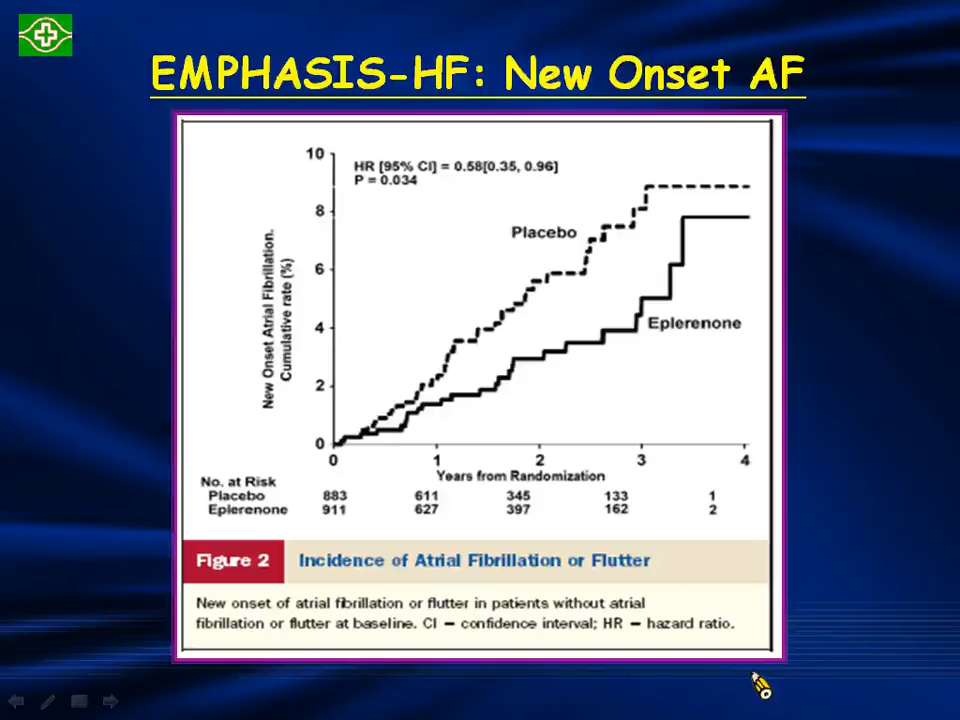 EMPHASIS-HF: New Onset AF
HR [95% CI] = 0.58[0.35, 0.96]
P = 0.034
New Onset Atrial Fibrillation.
Cumulative rate (%)
10
8
6
4
2
0
Placebo
Eplerenone
0 1 2 3 4
Years from Randomization
No. at Risk
Placebo 883 611 345 133 1
Eplerenone 911 627 397 162 2
Figure 2 Incidence of Atrial Fibrillation or Flutter
New onset of atrial fibrillation or flutter in patients without atrial
fibrillation or flutter at baseline. CI = confidence interval; HR = hazard ratio.